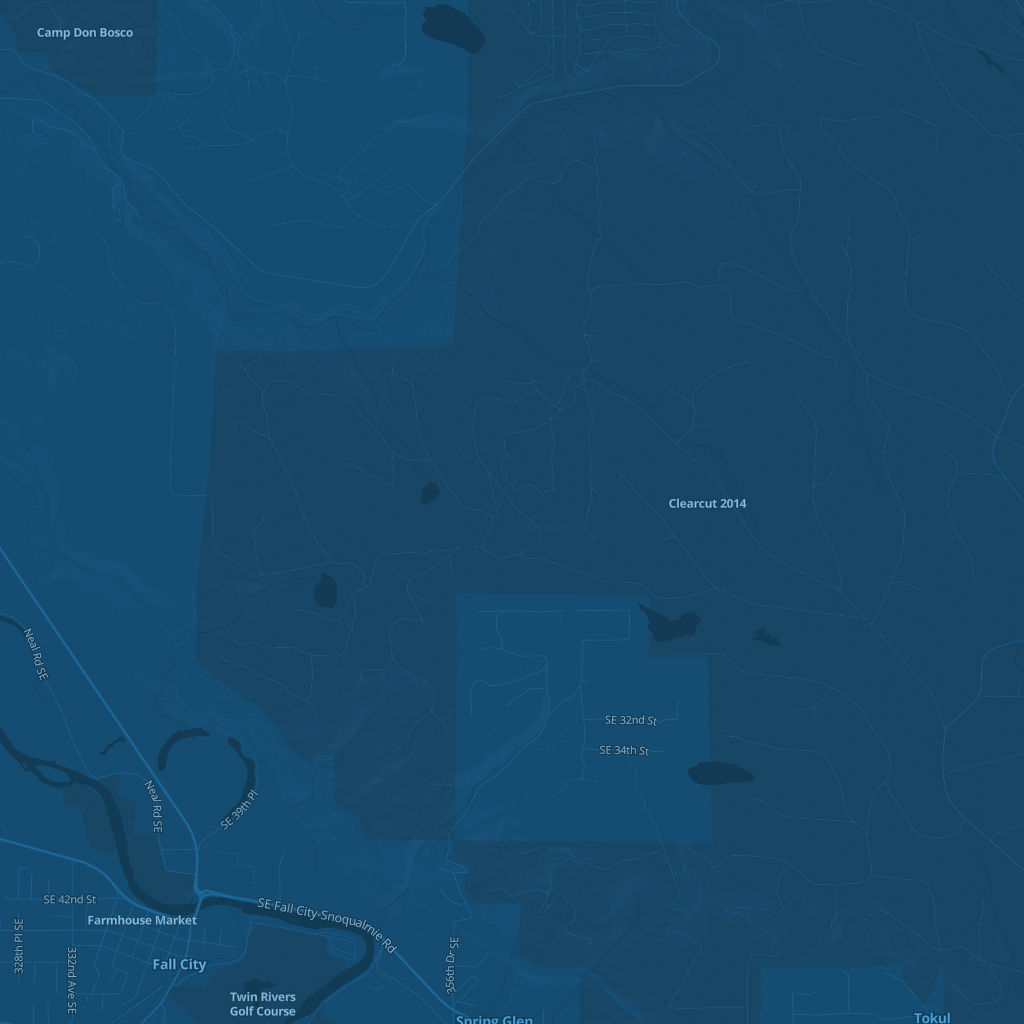 Camp Don Bosco
Clearcut 2014
Neal Rd SE
SE 32nd St
SE 34th St
Neal Rd SE
SE 39th Pl
SE 42nd St
SE Fall City-Snoqualmie Rd
Farmhouse Market
328th Pl SE
332nd Ave SE
356th Dr SE
Fall City
Twin Rivers
Golf Course
Spring Glen
Tokul